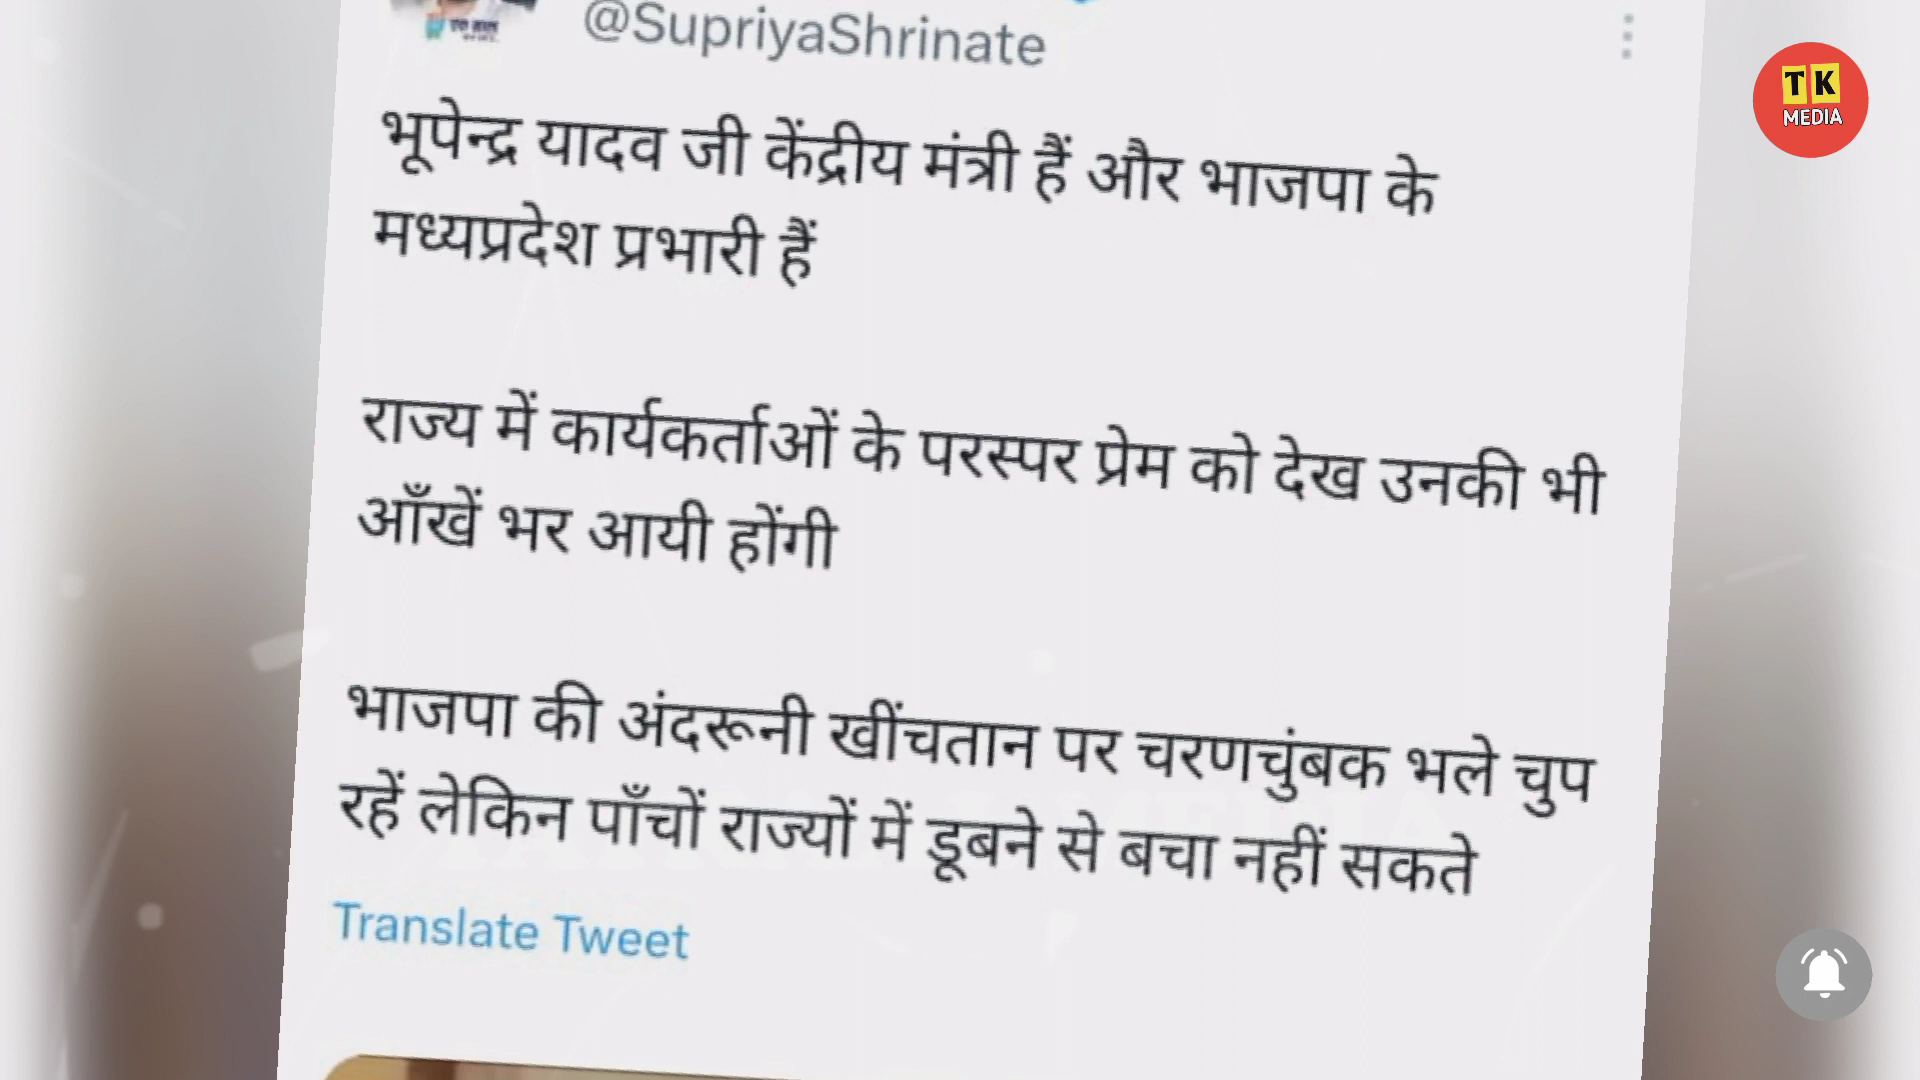 @SupriyaShrinate
भूपेन्द्र यादव जी केंद्रीय मंत्री हैं और भाजपा के
मध्यप्रदेश प्रभारी हैं
राज्य में कार्यकर्ताओं के परस्पर प्रेम को देख उनकी भी
आँखें भर आयी होंगी
भाजपा की अंदरूनी खींचतान पर चरणचुंबक भले चुप
रहें लेकिन पाँचों राज्यों में डूबने से बचा नहीं सकते
Translate Tweet
TK
MEDIA